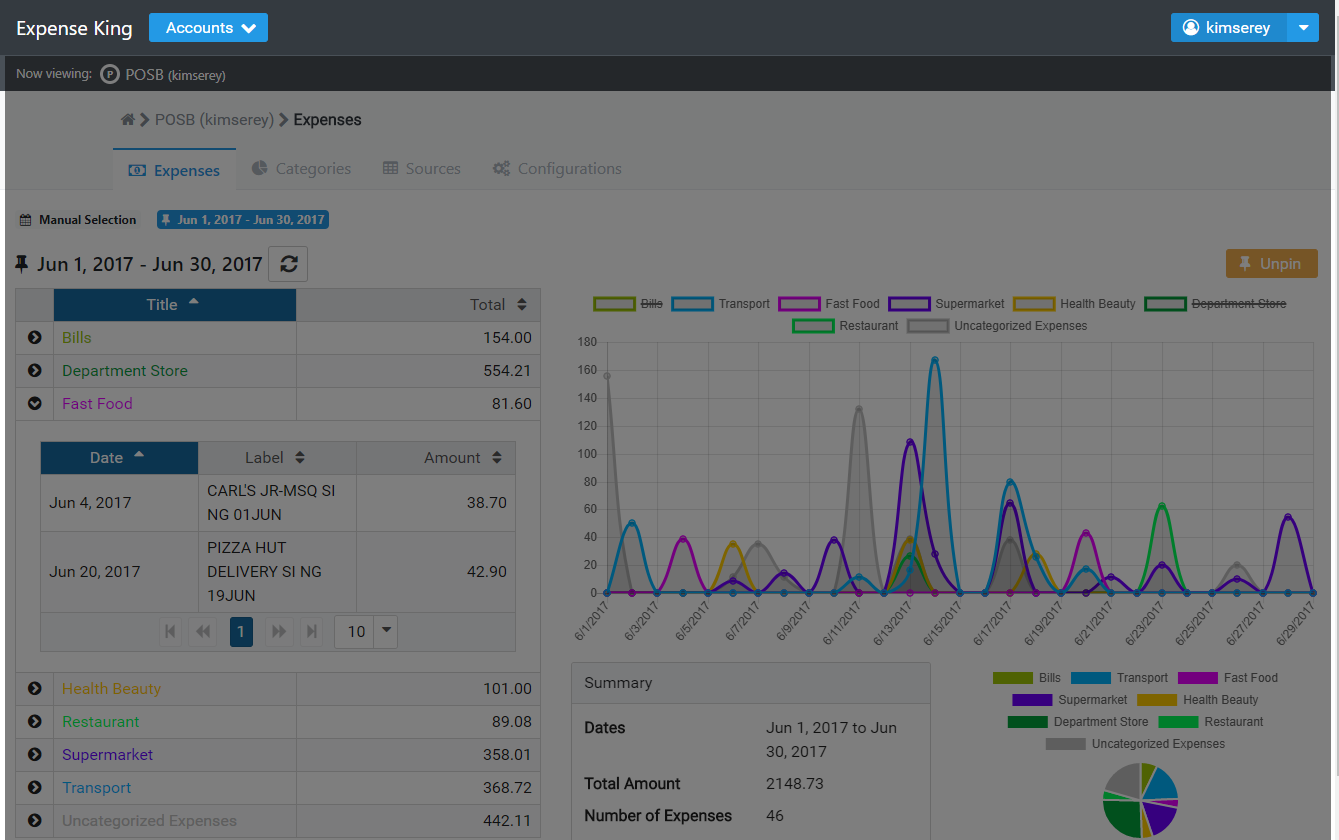 Expense King Accounts kimserey
Now viewing: P POSB (kimserey)
POSB (kimserey) Expenses
Expenses Categories Sources Configurations
Manual Selection Jun 1, 2017 - Jun 30, 2017
Jun 1, 2017 - Jun 30, 2017 Unpin
Title Total
Bills 154.00
Department Store 554.21
Fast Food 81.60
Date Label Amount
Jun 4, 2017 CARL'S JR-MSQ SI NG 01JUN 38.70
Jun 20, 2017 PIZZA HUT DELIVERY SI NG 19JUN 42.90
1 10
Health Beauty 101.00
Restaurant 89.08
Supermarket 358.01
Transport 368.72
Uncategorized Expenses 442.11
Bills Transport Fast Food Supermarket Health Beauty Department Store
Restaurant Uncategorized Expenses
180
160
140
120
100
80
60
40
20
0
6/1/2017 6/3/2017 6/5/2017 6/7/2017 6/9/2017 6/11/2017 6/13/2017 6/15/2017 6/17/2017 6/19/2017 6/21/2017 6/23/2017 6/25/2017 6/27/2017 6/29/2017
Summary
Dates Jun 1, 2017 to Jun 30, 2017
Total Amount 2148.73
Number of Expenses 46
Bills Transport Fast Food
Supermarket Health Beauty
Department Store Restaurant
Uncategorized Expenses